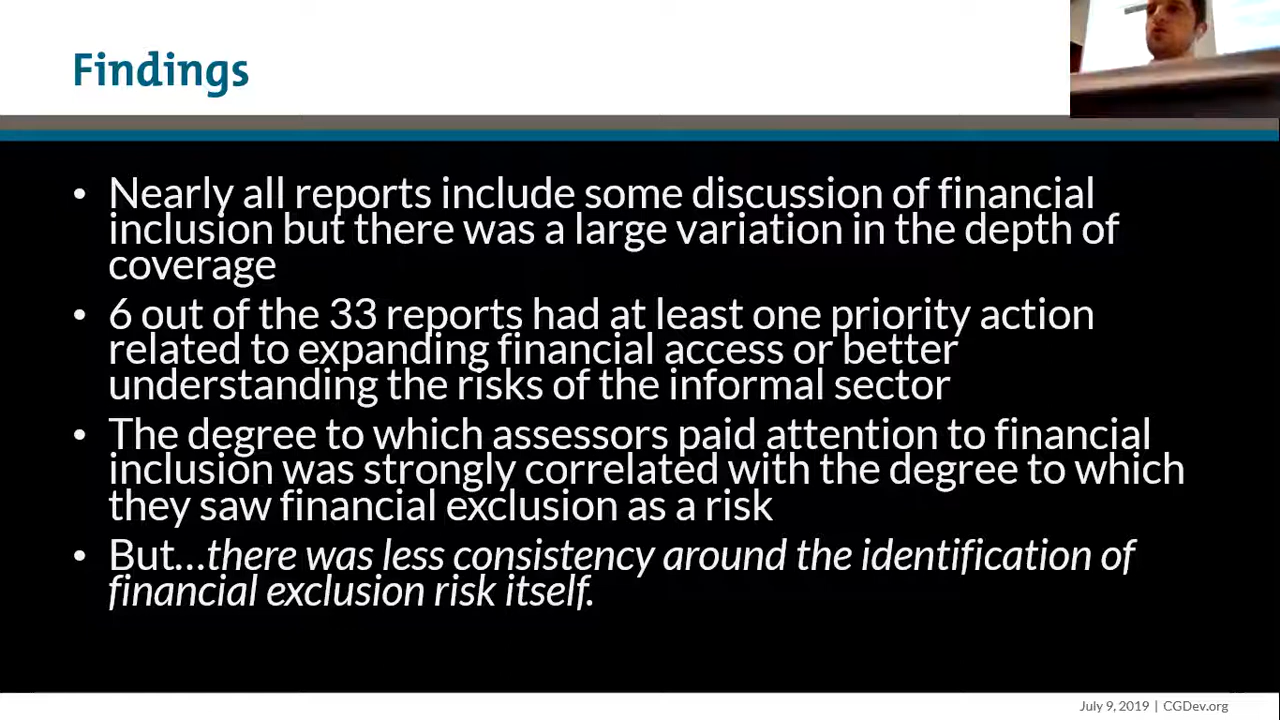 Findings
• Nearly all reports include some discussion of financial
inclusion but there was a large variation in the depth of
coverage
• 6 out of the 33 reports had at least one priority action
related to expanding financial access or better
understanding the risks of the informal sector
• The degree to which assessors paid attention to financial
inclusion was strongly correlated with the degree to which
they saw financial exclusion as a risk
• But…there was less consistency around the identification of
financial exclusion risk itself.
July 9, 2019 | CGDev.org